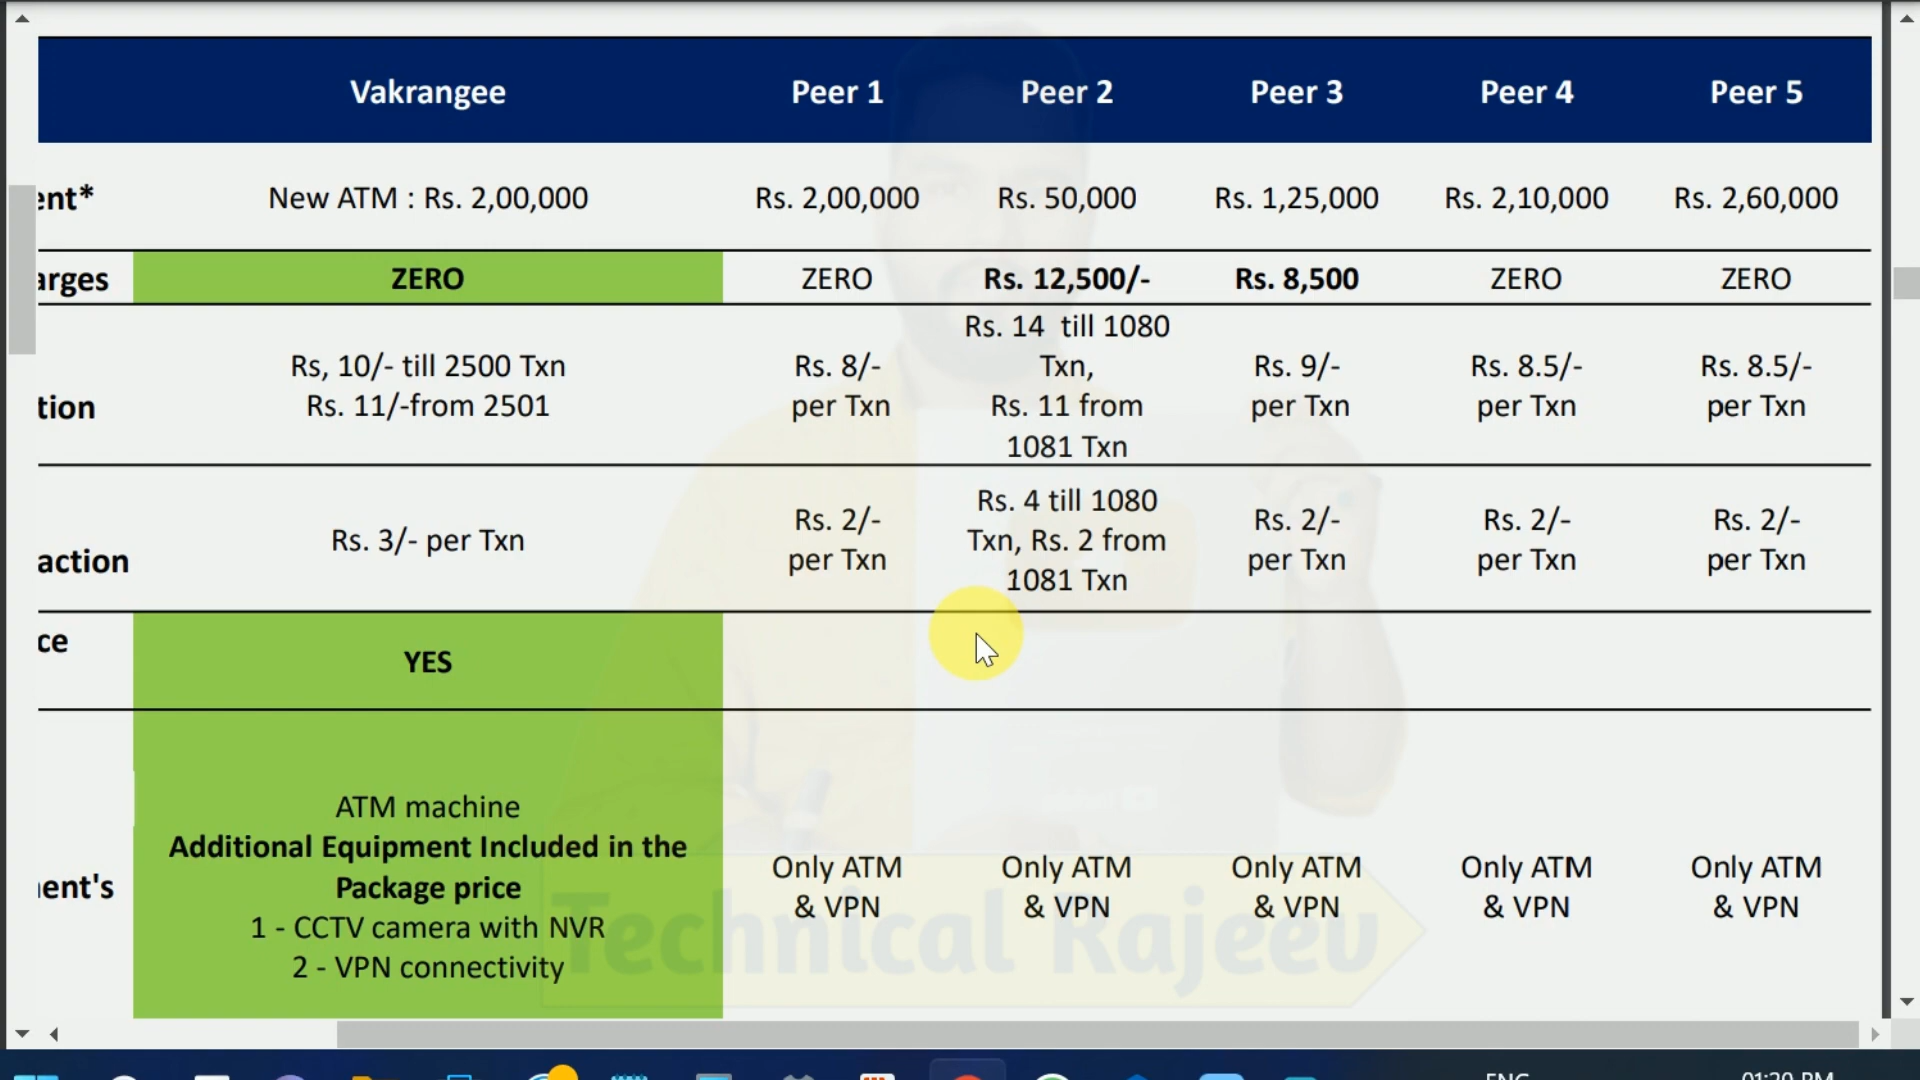 Vakrangee Peer 1 Peer 2 Peer 3 Peer 4 Peer 5
ent* New ATM : Rs. 2,00,000 Rs. 2,00,000 Rs. 50,000 Rs. 1,25,000 Rs. 2,10,000 Rs. 2,60,000
arges ZERO ZERO Rs. 12,500/- Rs. 8,500 ZERO ZERO
tion
Rs, 10/- till 2500 Txn
Rs. 11/-from 2501
Rs. 8/-
per Txn
Rs. 14 till 1080
Txn,
Rs. 11 from
1081 Txn
Rs. 9/-
per Txn
Rs. 8.5/-
per Txn
Rs. 8.5/-
per Txn
action
Rs. 3/- per Txn
Rs. 2/-
per Txn
Rs. 4 till 1080
Txn, Rs. 2 from
1081 Txn
Rs. 2/-
per Txn
Rs. 2/-
per Txn
Rs. 2/-
per Txn
ce
YES
ent's
ATM machine
Additional Equipment Included in the
Package price
1 - CCTV camera with NVR
2 - VPN connectivity
Only ATM
& VPN
Only ATM
& VPN
Only ATM
& VPN
Only ATM
& VPN
Only ATM
& VPN
Technical Rajeev
ENG 01:20 PM